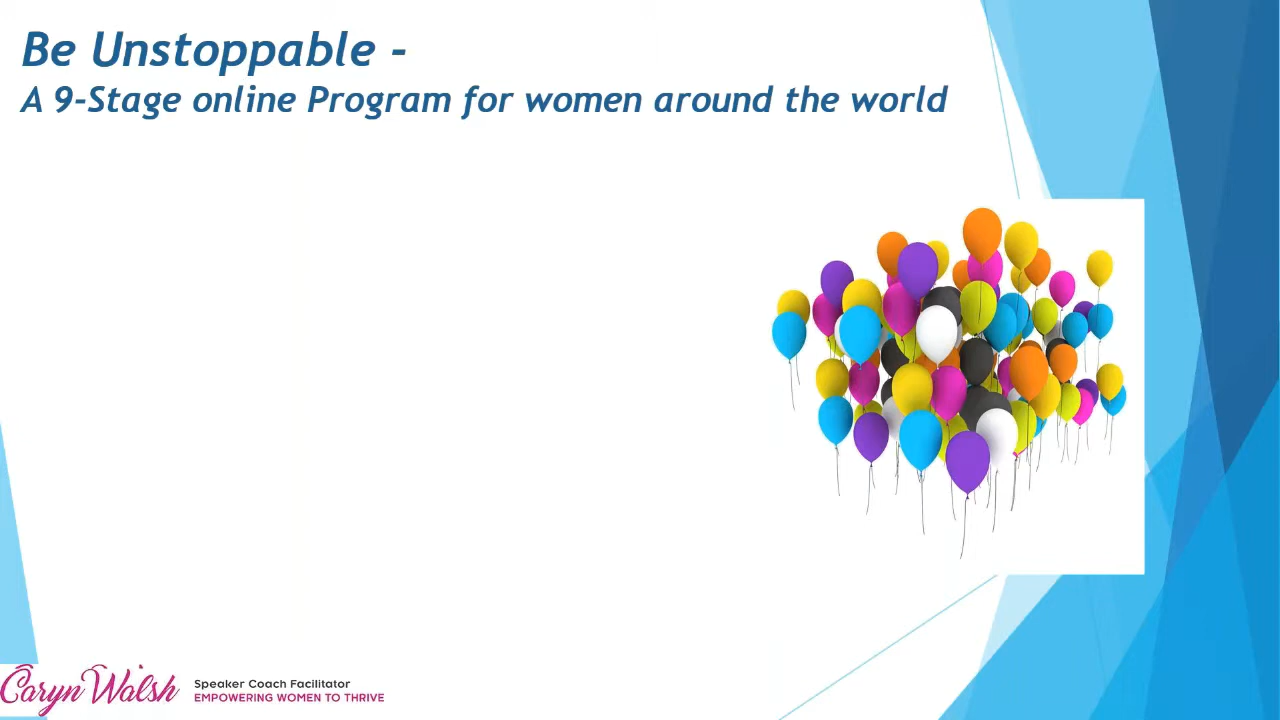 Be Unstoppable -
A 9-Stage online Program for women around the world
Caryn Walsh
Speaker Coach Facilitator
EMPOWERING WOMEN TO THRIVE